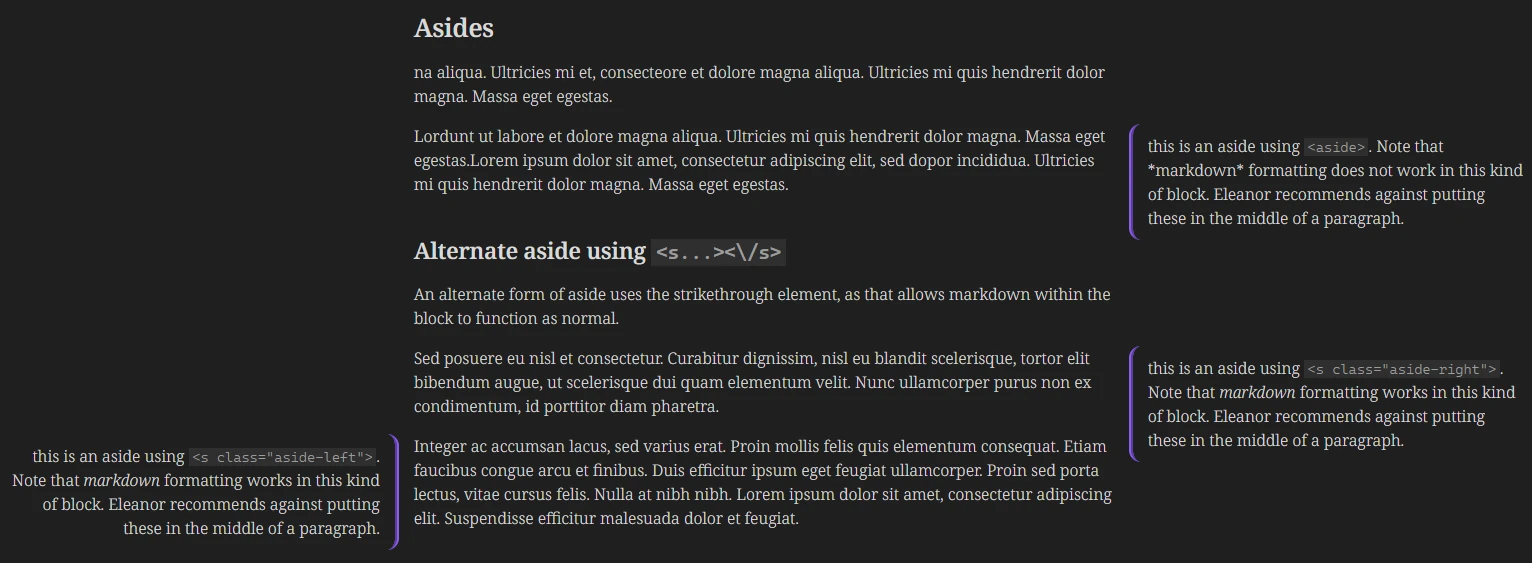 Asides
na aliqua. Ultricies mi et, consecteore et dolore magna aliqua. Ultricies mi quis hendrerit dolor
magna. Massa eget egestas.
Lordunt ut labore et dolore magna aliqua. Ultricies mi quis hendrerit dolor magna. Massa eget
egestas.Lorem ipsum dolor sit amet, consectetur adipiscing elit, sed dopor incididua. Ultricies
mi quis hendrerit dolor magna. Massa eget egestas.
this is an aside using <aside>. Note that
*markdown* formatting does not work in this kind
of block. Eleanor recommends against putting
these in the middle of a paragraph.
Alternate aside using <s...><\/s>
An alternate form of aside uses the strikethrough element, as that allows markdown within the
block to function as normal.
Sed posuere eu nisl et consectetur. Curabitur dignissim, nisl eu blandit scelerisque, tortor elit
bibendum augue, ut scelerisque dui quam elementum velit. Nunc ullamcorper purus non ex
condimentum, id porttitor diam pharetra.
this is an aside using <s class="aside-right">.
Note that markdown formatting works in this kind
of block. Eleanor recommends against putting
these in the middle of a paragraph.
this is an aside using <s class="aside-left">.
Note that markdown formatting works in this kind
of block. Eleanor recommends against putting
these in the middle of a paragraph.
Integer ac accumsan lacus, sed varius erat. Proin mollis felis quis elementum consequat. Etiam
faucibus congue arcu et finibus. Duis efficitur ipsum eget feugiat ullamcorper. Proin sed porta
lectus, vitae cursus felis. Nulla at nibh nibh. Lorem ipsum dolor sit amet, consectetur adipiscing
elit. Suspendisse efficitur malesuada dolor et feugiat.